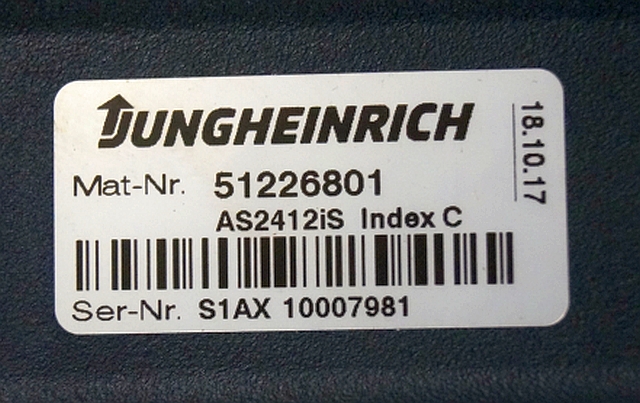 JUNGHEINRICH
Mat-Nr. 51226801
AS2412iS Index C
Ser-Nr. S1AX 10007981
18.10.17